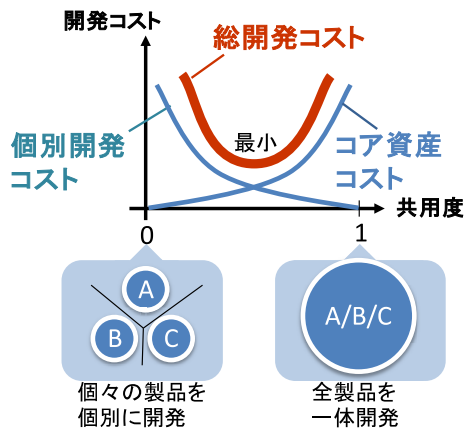 開発コスト
総開発コスト
個別開発
コスト
最小
コア資産
コスト
共用度
0
1
A
B
C
A/B/C
個々の製品を
個別に開発
全製品を
一体開発